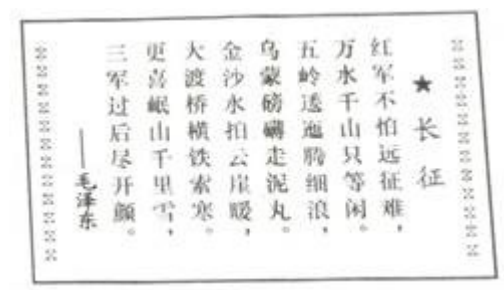 ★长征
红军不怕远征难，
万水千山只等闲。
五岭逶迤腾细浪，
乌蒙磅礴走泥丸。
金沙水拍云崖暖，
大渡桥横铁索寒。
更喜岷山千里雪，
三军过后尽开颜。
——毛泽东